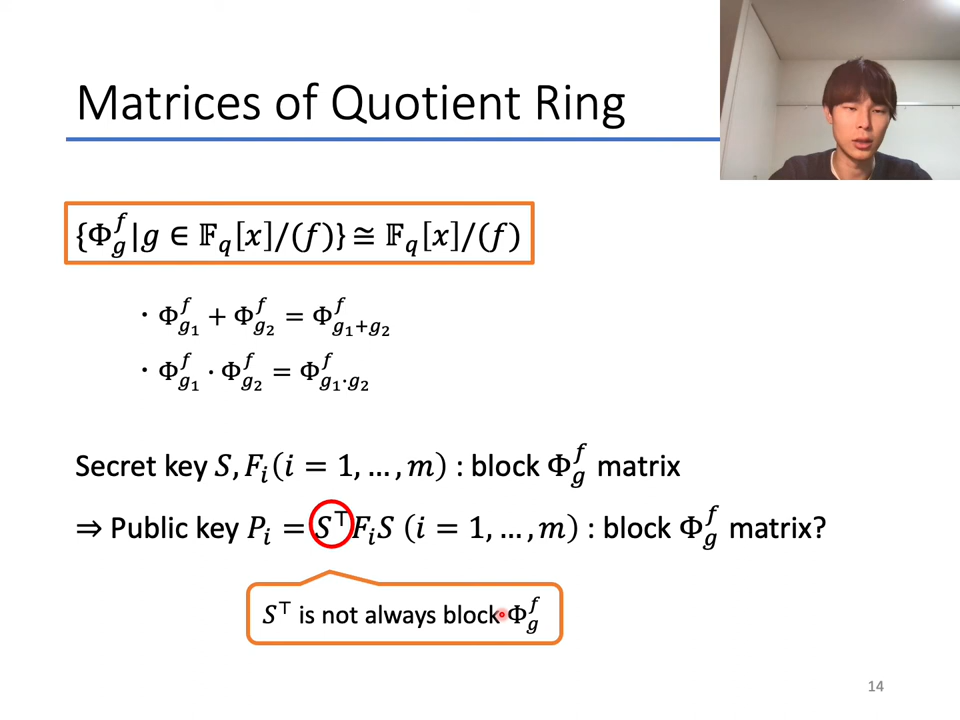 Matrices of Quotient Ring
{Φ_g^f | g ∈ 𝔽_q[x]/(f)} ≅ 𝔽_q[x]/(f)
・Φ_{g_1}^f + Φ_{g_2}^f = Φ_{g_1+g_2}^f
・Φ_{g_1}^f · Φ_{g_2}^f = Φ_{g_1·g_2}^f
Secret key S, F_i (i = 1, … , m) : block Φ_g^f matrix
⇒ Public key P_i = S^⊤F_iS (i = 1, … , m) : block Φ_g^f matrix?
S^⊤ is not always block Φ_g^f
14